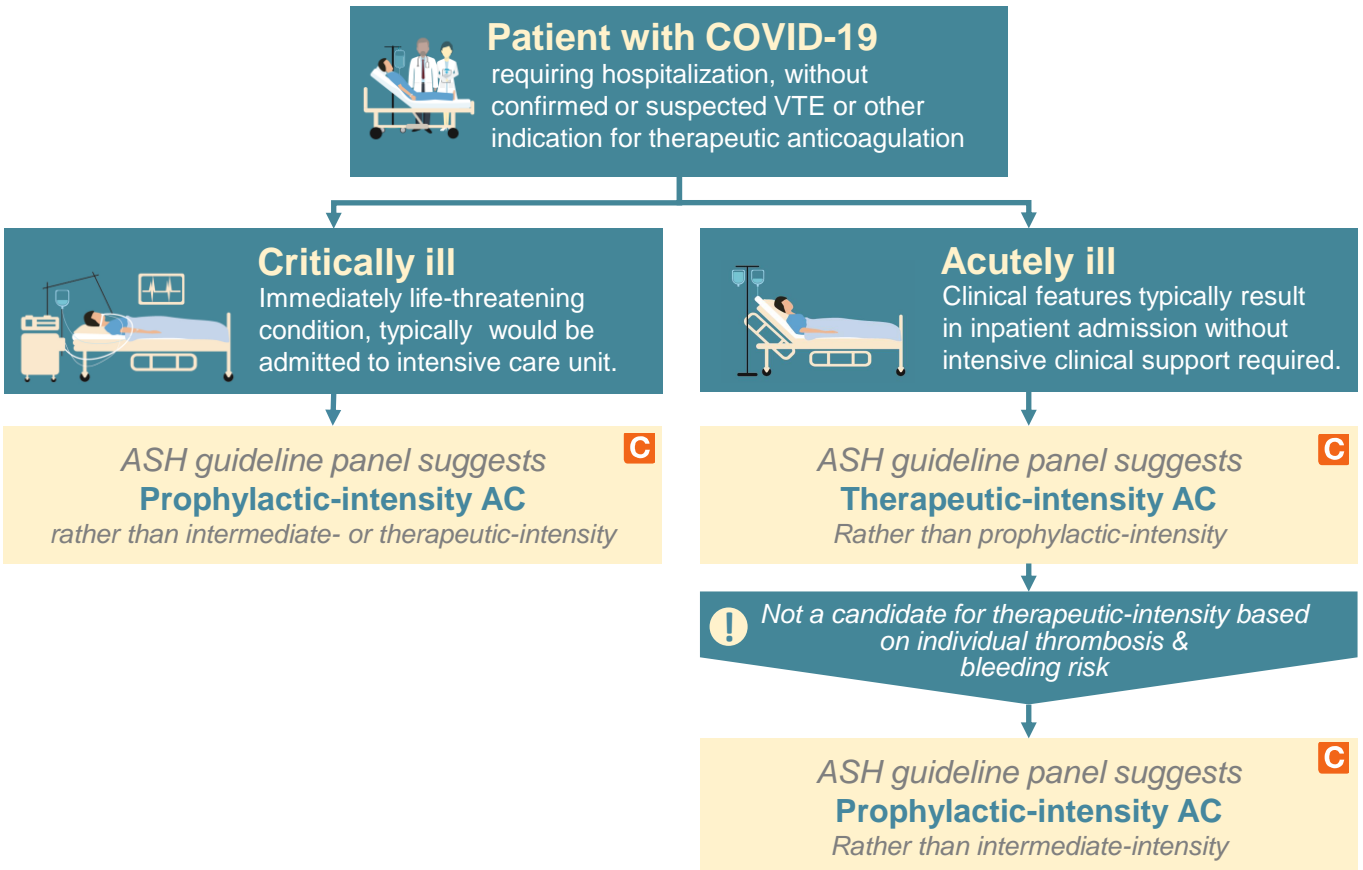 Patient with COVID-19
requiring hospitalization, without
confirmed or suspected VTE or other
indication for therapeutic anticoagulation
Critically ill
Immediately life-threatening
condition, typically would be
admitted to intensive care unit.
Acutely ill
Clinical features typically result
in inpatient admission without
intensive clinical support required.
C
ASH guideline panel suggests
Prophylactic-intensity AC
rather than intermediate- or therapeutic-intensity
C
ASH guideline panel suggests
Therapeutic-intensity AC
Rather than prophylactic-intensity
!
Not a candidate for therapeutic-intensity based
on individual thrombosis &
bleeding risk
C
ASH guideline panel suggests
Prophylactic-intensity AC
Rather than intermediate-intensity